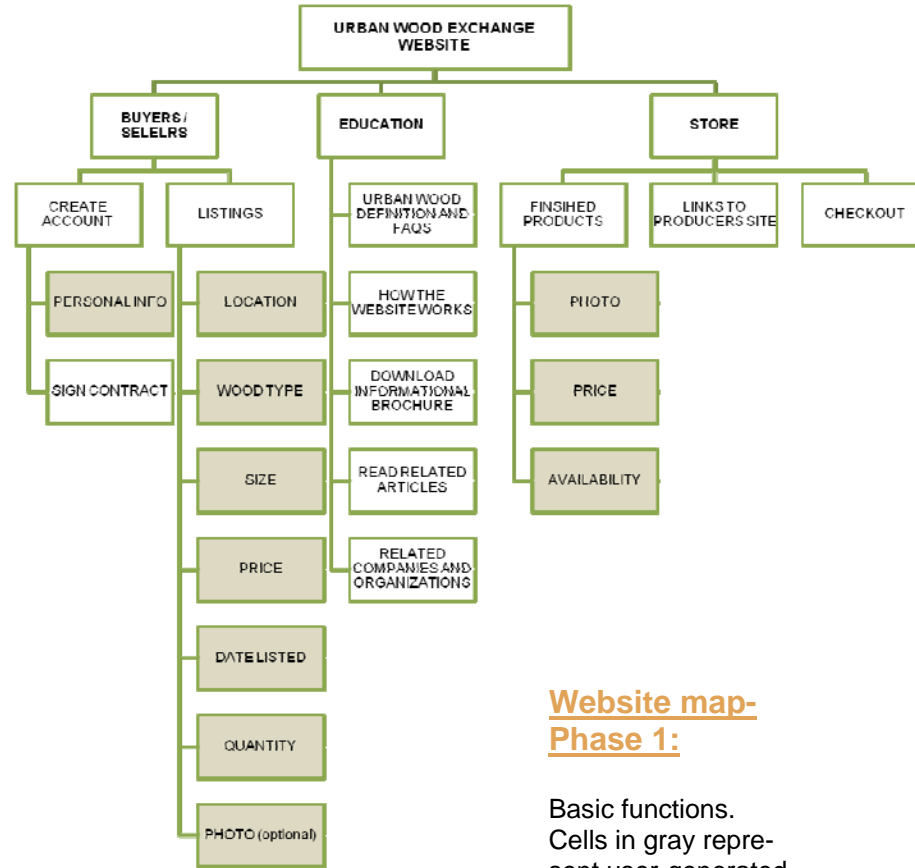 URBAN WOOD EXCHANGE
WEBSITE
BUYERS /
SELELRS
EDUCATION
STORE
CREATE
ACCOUNT
LISTINGS
URBAN WOOD
DEFINITION AND
FAQS
FINSIHED
PRODUCTS
LINKS TO
PRODUCERS SITE
CHECKOUT
PERSONAL INFO
LOCATION
HOW THE
WEBSITE WORKS
PHOTO
SIGN CONTRACT
WOOD TYPE
DOWNLOAD
INFORMATIONAL
BROCHURE
PRICE
SIZE
READ RELATED
ARTICLES
AVAILABILITY
PRICE
RELATED
COMPANIES AND
ORGANIZATIONS
DATE LISTED
QUANTITY
PHOTO (optional)
Website map-
Phase 1:
Basic functions.
Cells in gray repre-
sent user-generated